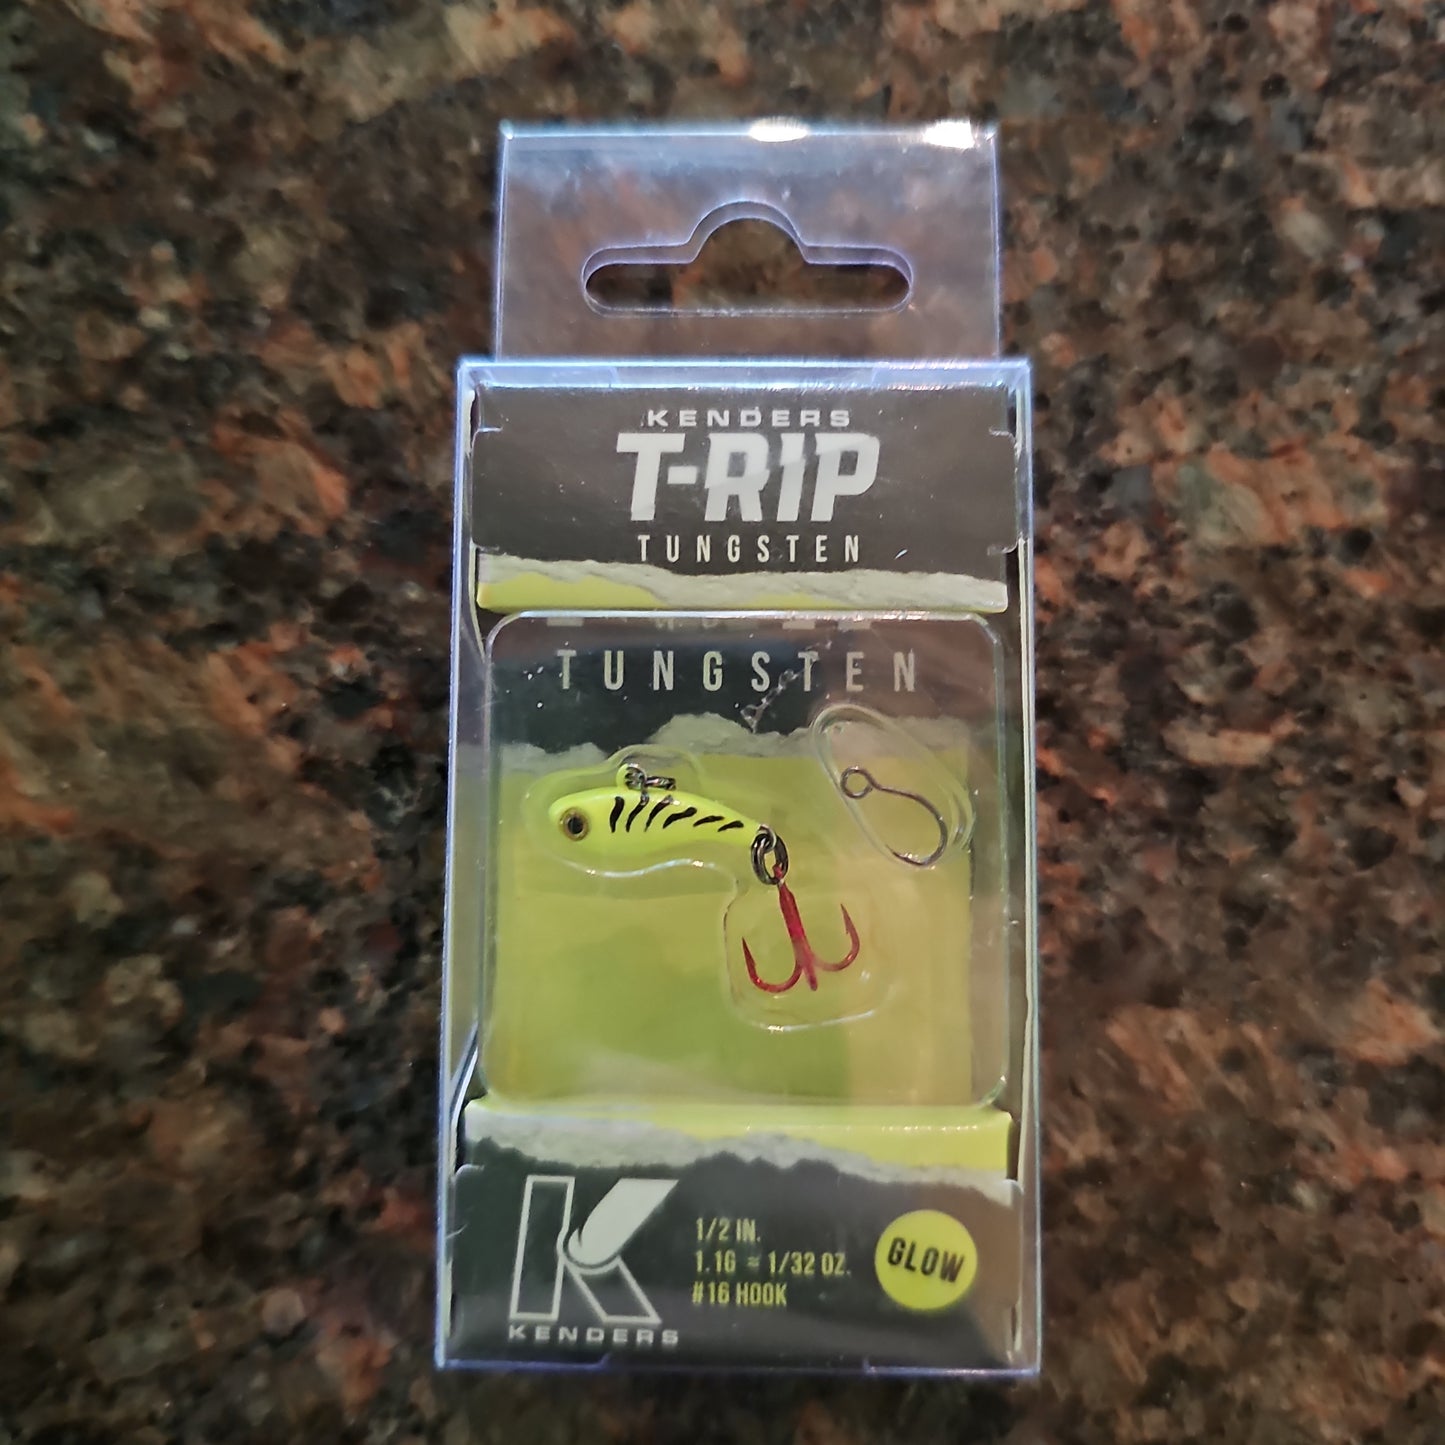 KENDERS
T-RIP
TUNGSTEN
TUNGSTEN
K
KENDERS
1/2 IN.
1.1G ≈ 1/32 OZ.
#16 HOOK
GLOW